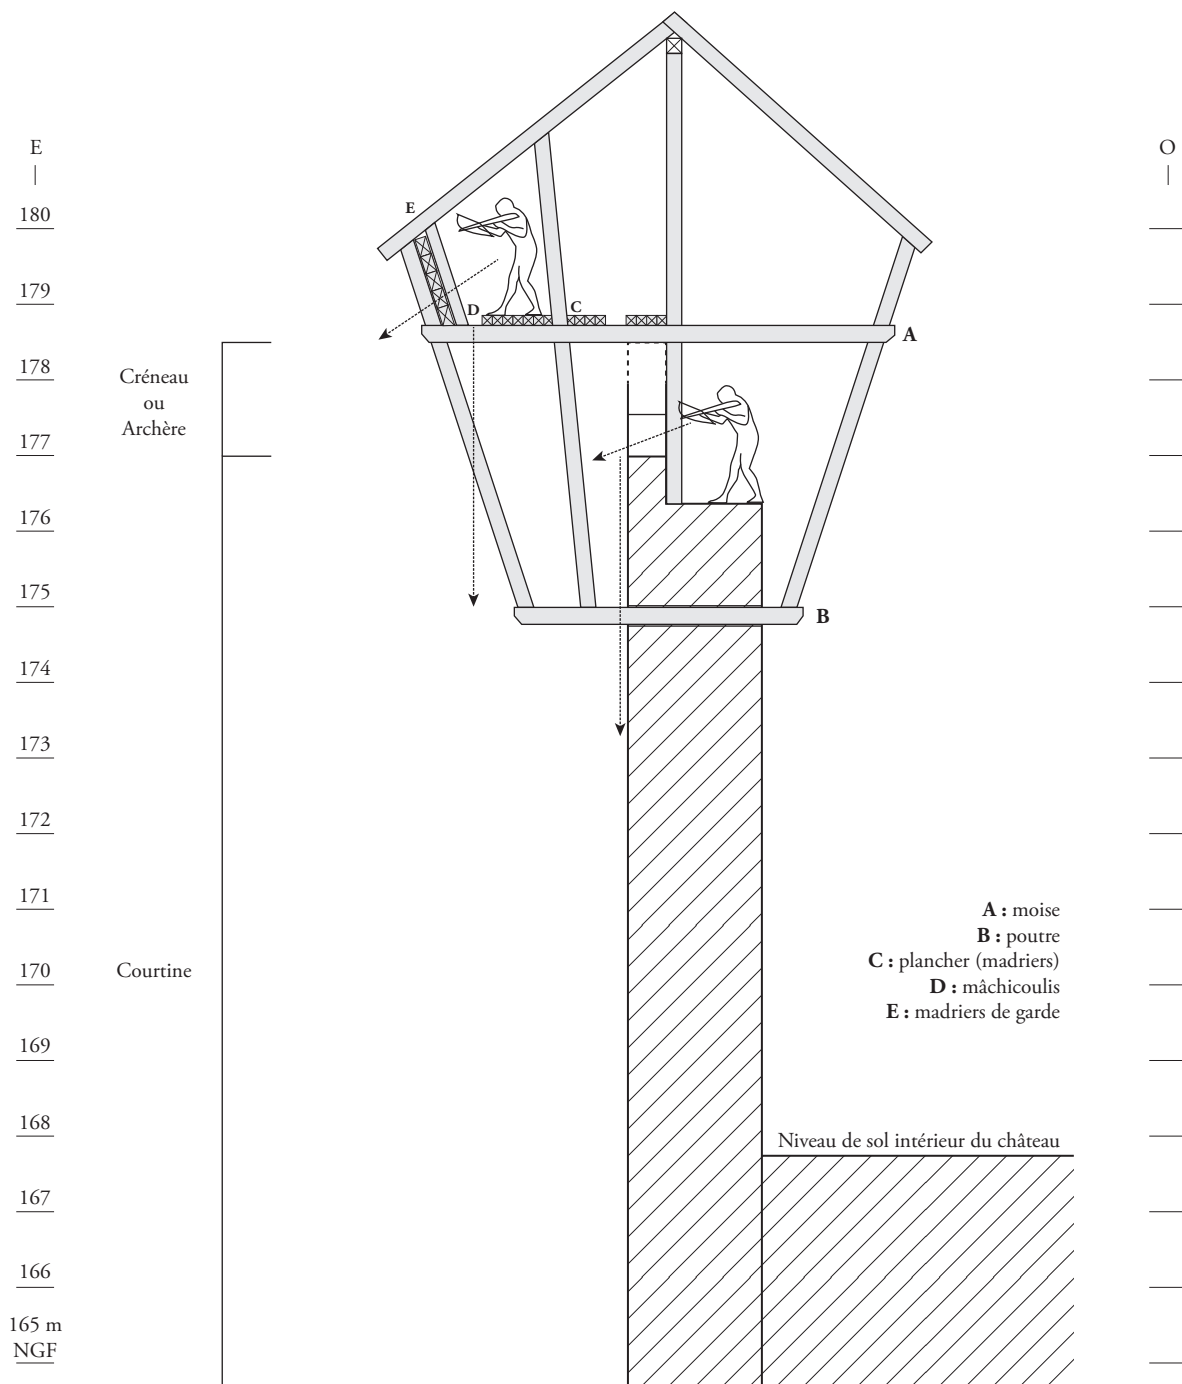 E
O
180
E
179
D
C
A
178
Créneau
ou
Archère
177
176
175
B
174
173
172
171
A : moise
B : poutre
170
Courtine
C : plancher (madriers)
D : mâchicoulis
E : madriers de garde
169
168
Niveau de sol intérieur du château
167
166
165 m
NGF